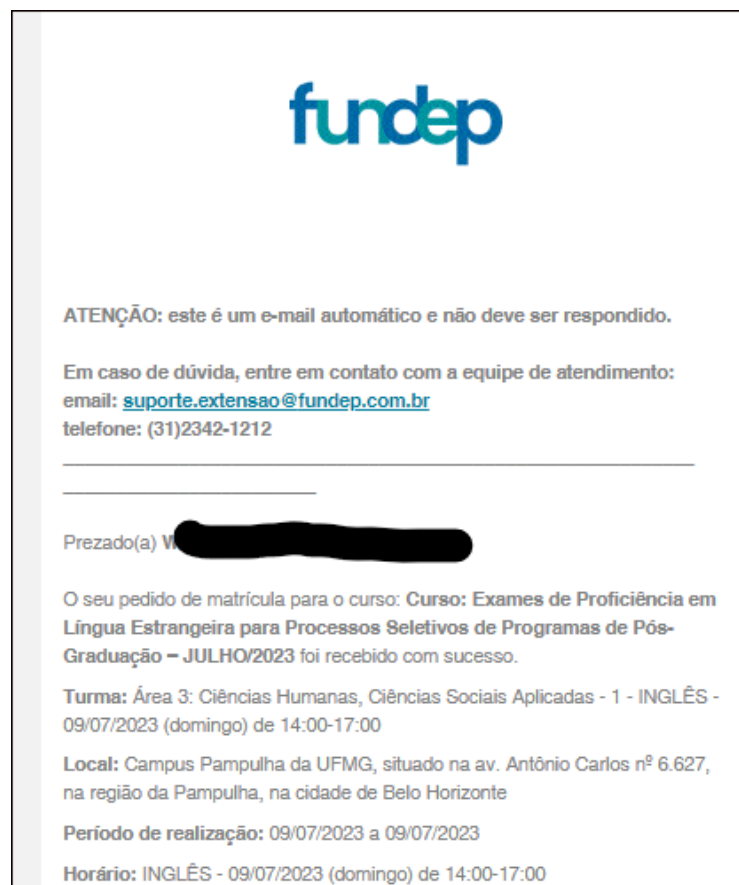 fundep
ATENÇÃO: este é um e-mail automático e não deve ser respondido.
Em caso de dúvida, entre em contato com a equipe de atendimento:
email: suporte.extensao@fundep.com.br
telefone: (31)2342-1212
Prezado(a)
O seu pedido de matrícula para o curso: Curso: Exames de Proficiência em
Língua Estrangeira para Processos Seletivos de Programas de Pós-
Graduação – JULHO/2023 foi recebido com sucesso.
Turma: Área 3: Ciências Humanas, Ciências Sociais Aplicadas - 1 - INGLÊS -
09/07/2023 (domingo) de 14:00-17:00
Local: Campus Pampulha da UFMG, situado na av. Antônio Carlos nº 6.627,
na região da Pampulha, na cidade de Belo Horizonte
Período de realização: 09/07/2023 a 09/07/2023
Horário: INGLÊS - 09/07/2023 (domingo) de 14:00-17:00